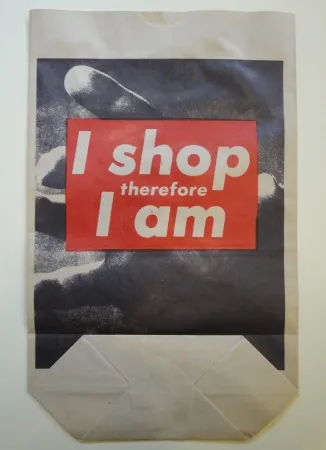 I shop
therefore
I am